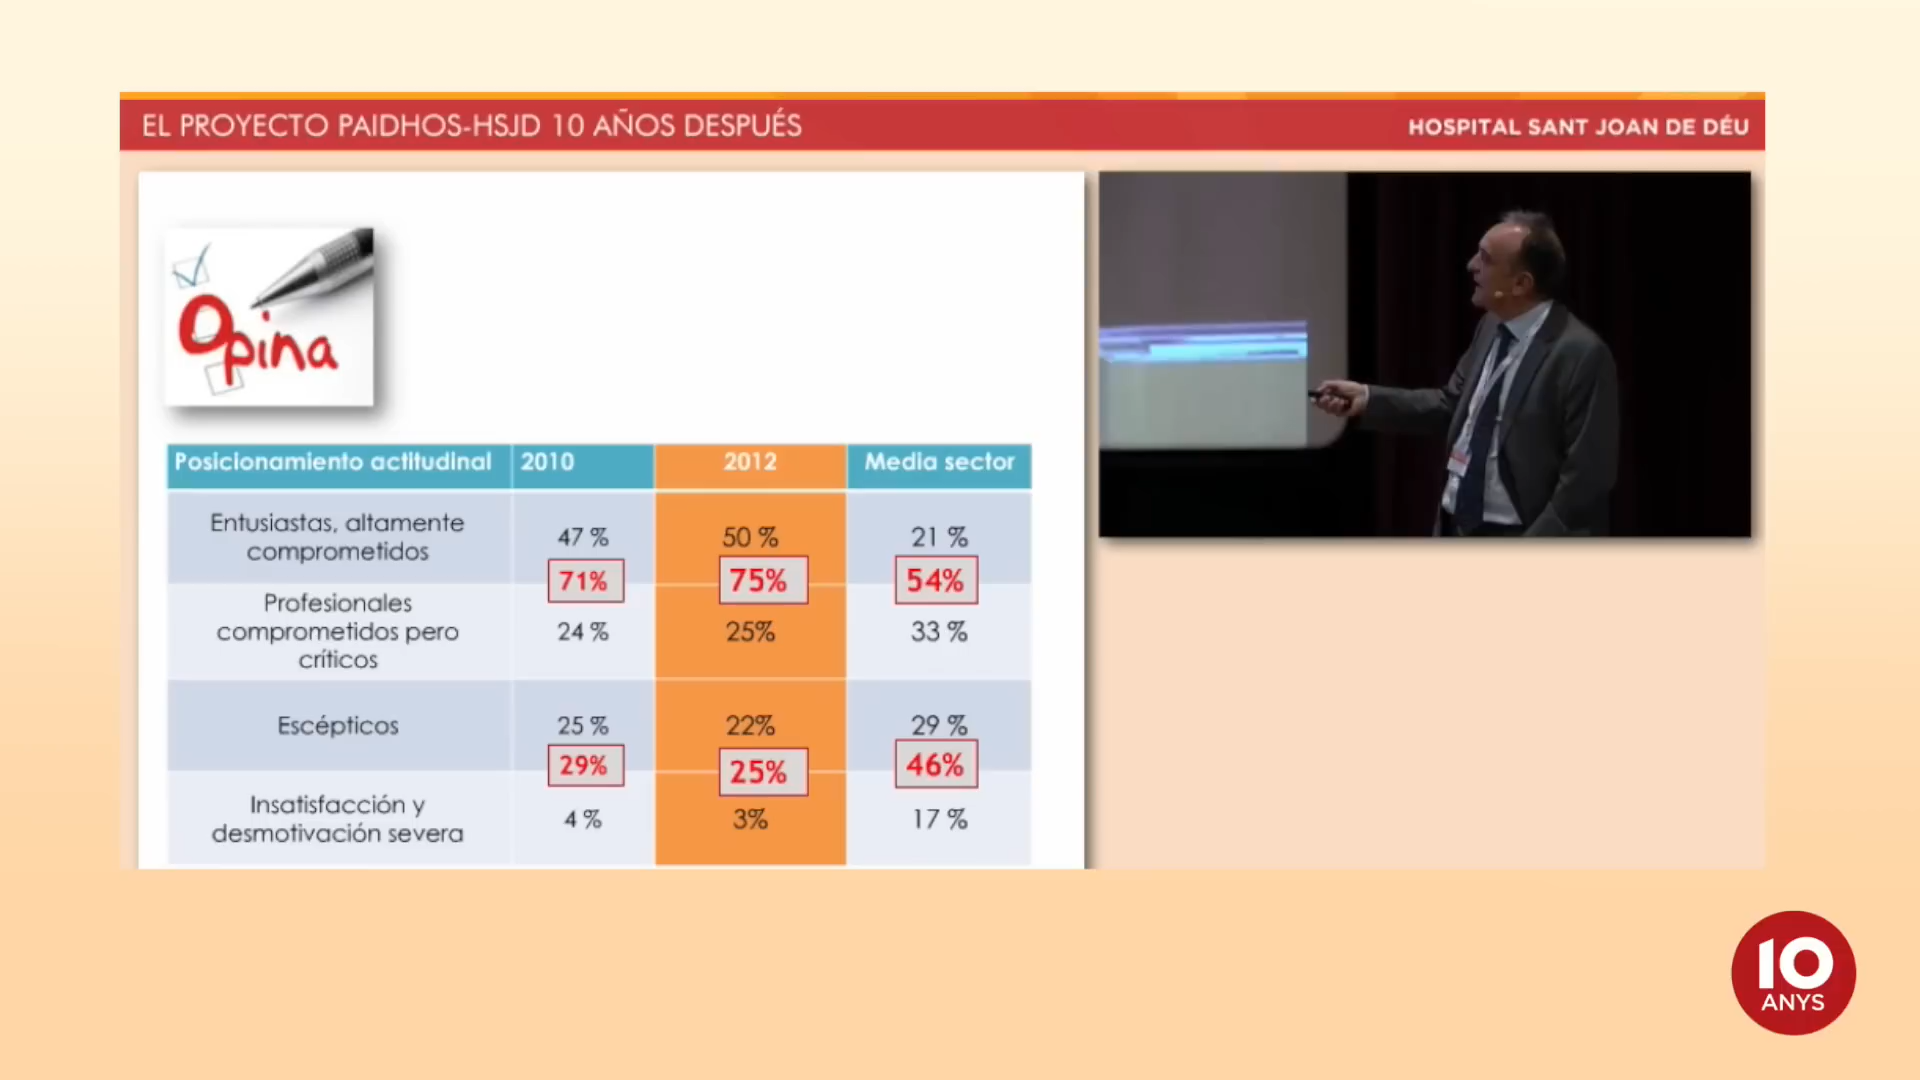 EL PROYECTO PAIDHOS-HSJD 10 AÑOS DESPUÉS
HOSPITAL SANT JOAN DE DÉU
Opina
Posicionamiento actitudinal 2010 2012 Media sector
Entusiastas, altamente
comprometidos
47 % 50 % 21 %
71% 75% 54%
Profesionales
comprometidos pero
críticos
24 % 25% 33 %
Escépticos
25 % 22% 29 %
29% 25% 46%
Insatisfacción y
desmotivación severa
4 % 3% 17 %
10
ANYS